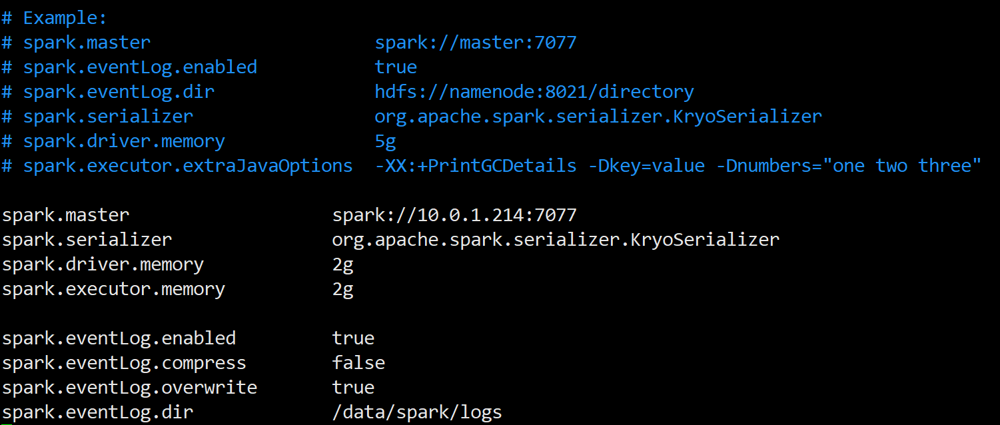 # Example:
# spark.master                     spark://master:7077
# spark.eventLog.enabled           true
# spark.eventLog.dir               hdfs://namenode:8021/directory
# spark.serializer                 org.apache.spark.serializer.KryoSerializer
# spark.driver.memory              5g
# spark.executor.extraJavaOptions  -XX:+PrintGCDetails -Dkey=value -Dnumbers="one two three"
spark.master                   spark://10.0.1.214:7077
spark.serializer               org.apache.spark.serializer.KryoSerializer
spark.driver.memory            2g
spark.executor.memory          2g
spark.eventLog.enabled         true
spark.eventLog.compress        false
spark.eventLog.overwrite       true
spark.eventLog.dir             /data/spark/logs